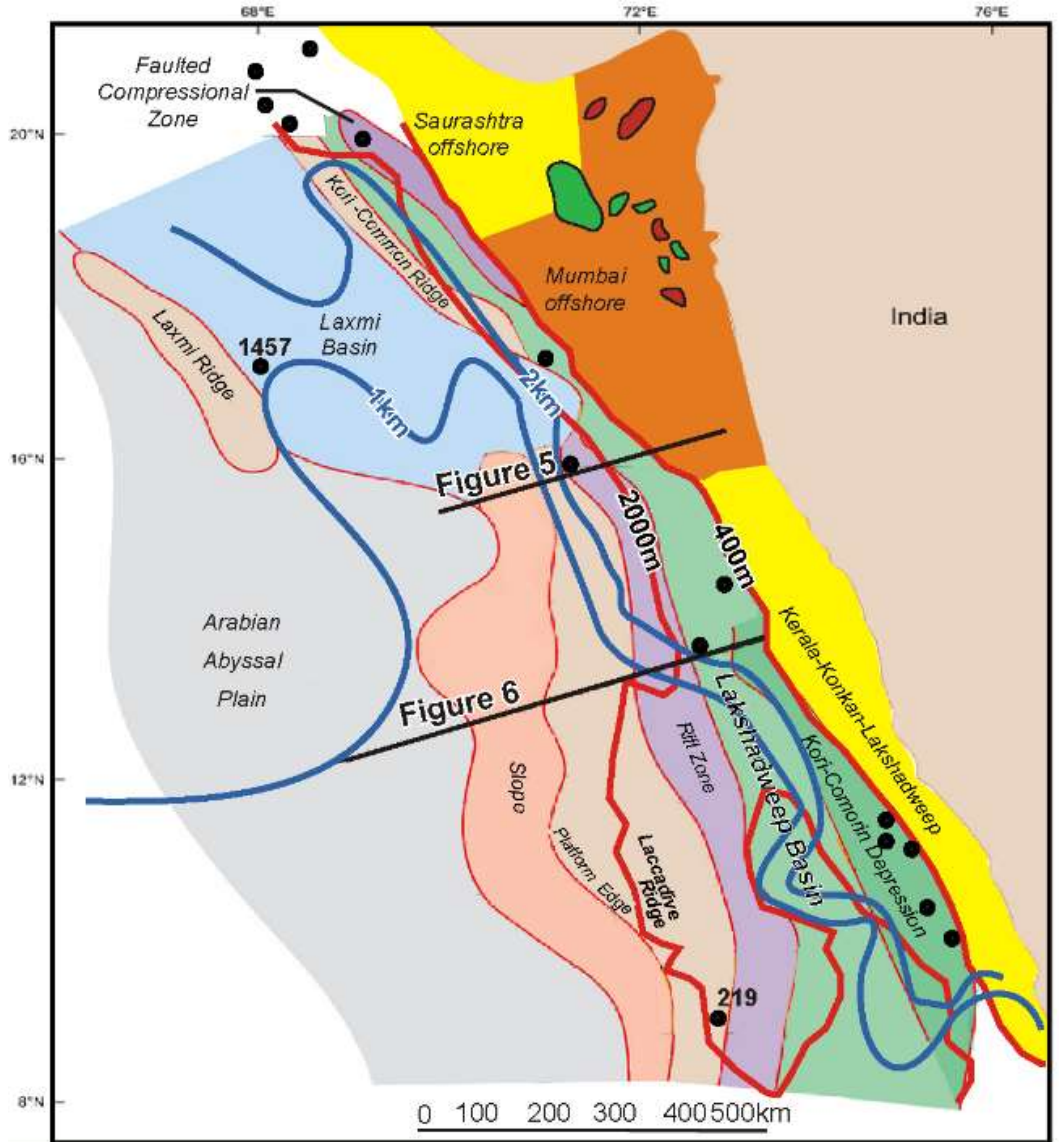 68°E
72°E
76°E
Faulted
Compressional
Zone
20°N
Saurashtra
offshore
Kori -Common Ridge
Mumbai
offshore
India
Laxmi Ridge
Laxmi
Basin
1457
1km
2km
16°N
Figure 5
2000m
400m
Arabian
Abyssal
Plain
Kerala-Konkan-Lakshadweep
Figure 6
Lakshadweep Basin
Rift Zone
Kori-Comorin Depression
12°N
Slope
Platform Edge
Laccadive
Ridge
219
8°N
0 100 200 300 400 500km